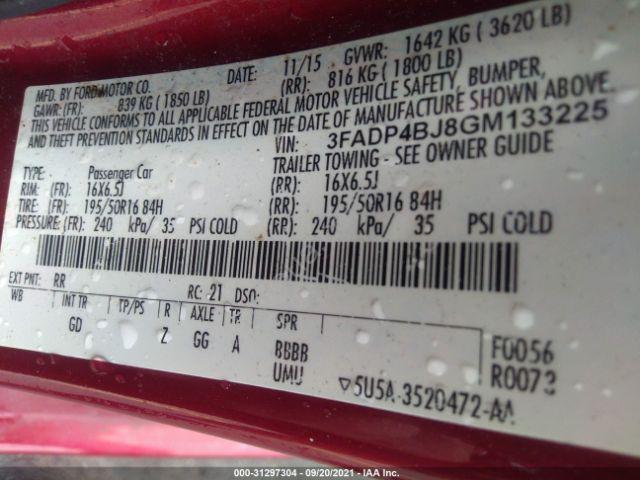 MFD. BY FORD MOTOR CO. DATE: 11/15 GVWR: 1642 KG ( 3620 LB)
GAWR: (FR): 839 KG ( 1850 LB) (RR): 816 KG ( 1800 LB)
THIS VEHICLE CONFORMS TO ALL APPLICABLE FEDERAL MOTOR VEHICLE SAFETY, BUMPER,
AND THEFT PREVENTION STANDARDS IN EFFECT ON THE DATE OF MANUFACTURE SHOWN ABOVE.
VIN: 3FADP4BJ8GM133225
TYPE: Passenger Car TRAILER TOWING - SEE OWNER GUIDE
RIM: (FR): 16X6.5J (RR): 16X6.5J
TIRE: (FR): 195/50R16 84H (RR): 195/50R16 84H
PRESSURE: (FR): 240 kPa/ 35 PSI COLD (RR): 240 kPa/ 35 PSI COLD
EXT PNT: RR RC: 21 DSO:
WB INT TR TP/PS R AXLE TR SPR
GD Z GG A BBBB F0056
UMU R0073
5U5A-3520472-AA
000-31297304 - 09/20/2021 - IAA Inc.